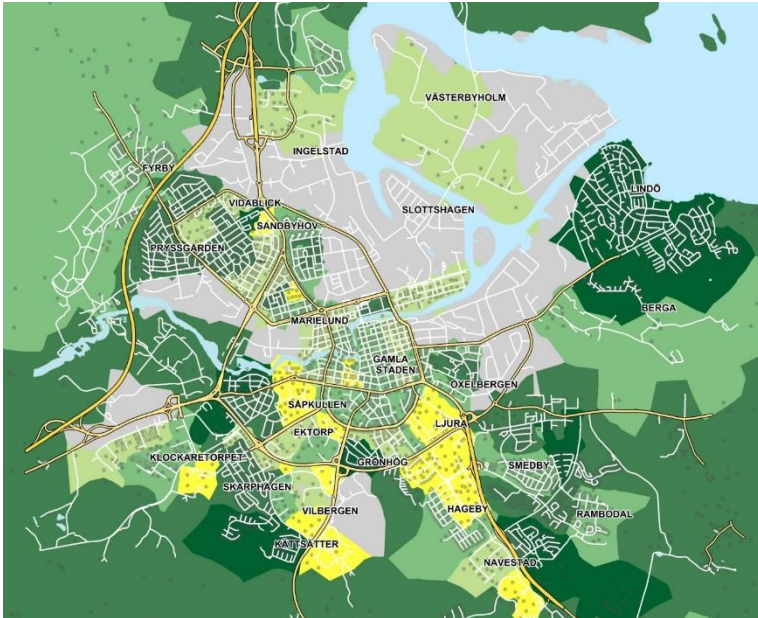 VÄSTERBYHOLM
INGELSTAD
FYRBY
LINDÖ
VIDABLICK
SLOTTSHAGEN
SANDBYHOV
PRYSSGÅRDEN
BERGA
MARIELUND
GAMLA
STADEN
OXELBERGEN
SÅPKULLEN
LJURA
EKTORP
KLOCKARETORPET
GRÖNHÖG
SMEDBY
SKARPHAGEN
VILBERGEN
HAGEBY
RAMBODAL
KÄTTSÄTTER
NAVESTAD